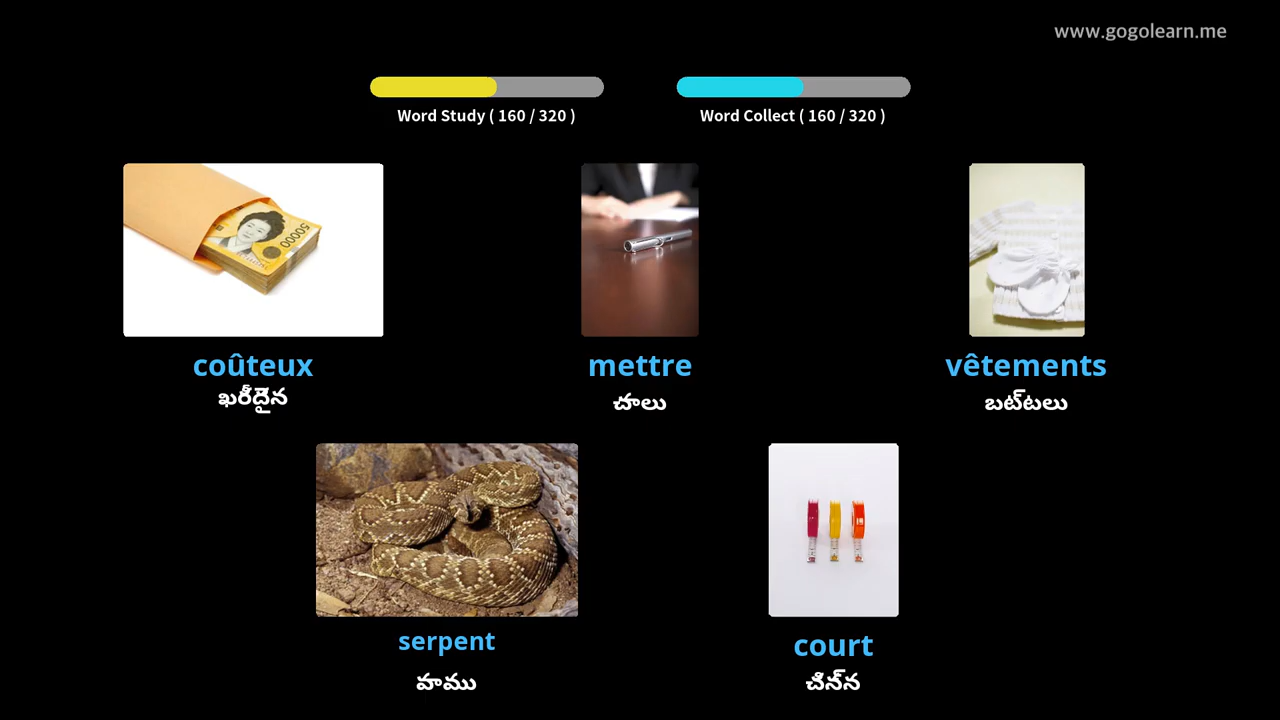 www.gogolearn.me
Word Study ( 160 / 320 )
Word Collect ( 160 / 320 )
coûteux
mettre
vêtements
ఖరీదైన
చాలు
బట్టలు
serpent
court
పాము
చిన్న